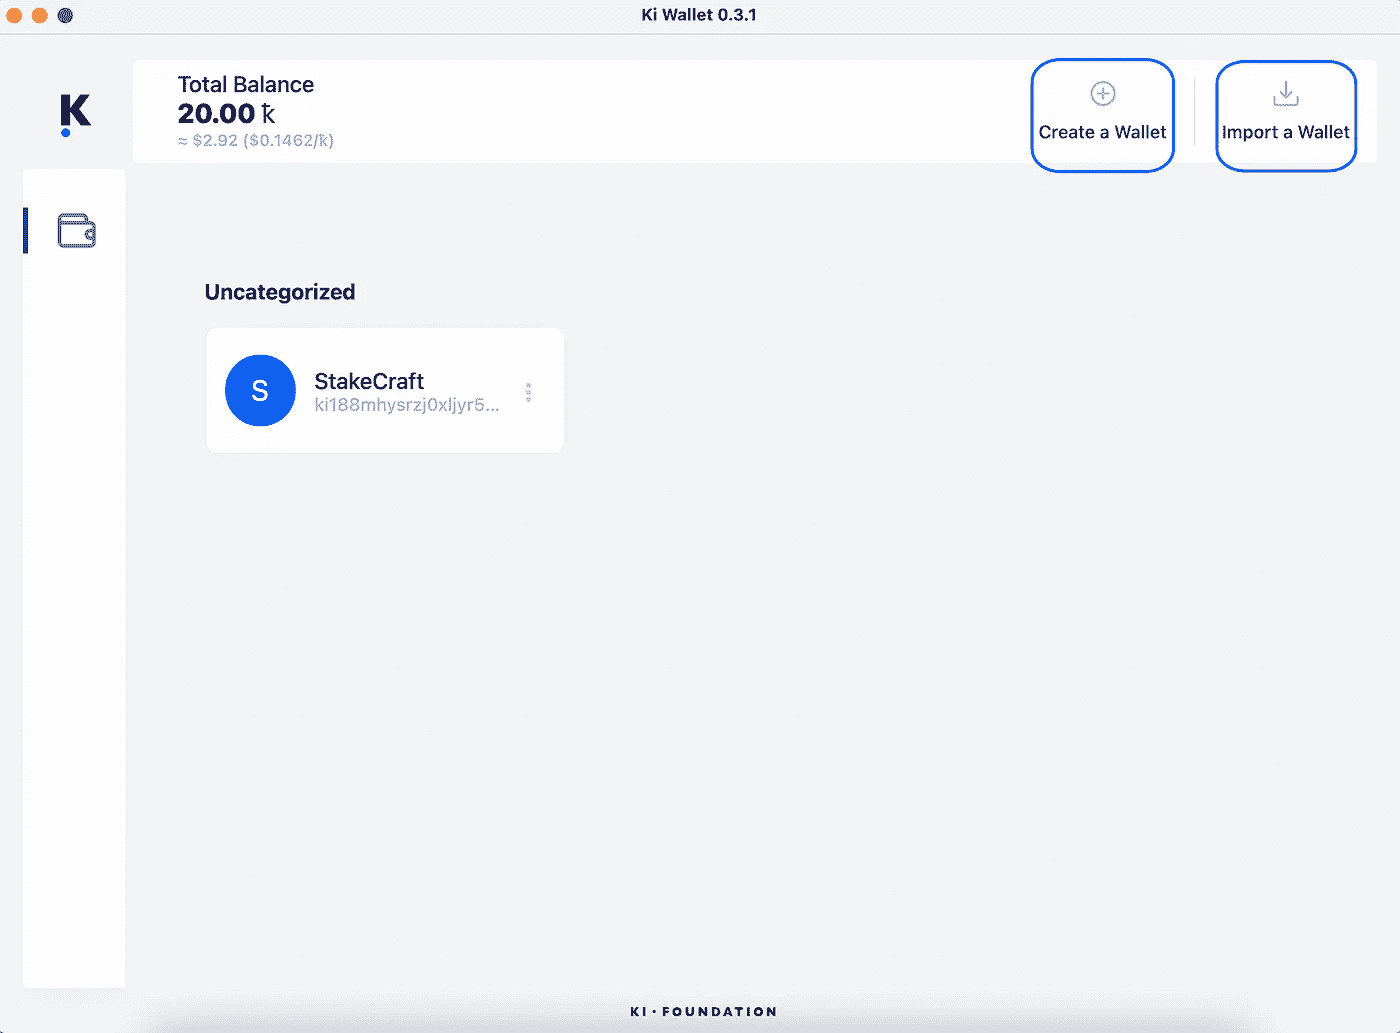 Ki Wallet 0.3.1
K
Total Balance
20.00 ꝁ
≈ $2.92 ($0.1462/ꝁ)
Create a Wallet
Import a Wallet
Uncategorized
S
StakeCraft
ki188mhysrzj0xljyr5...
KI·FOUNDATION